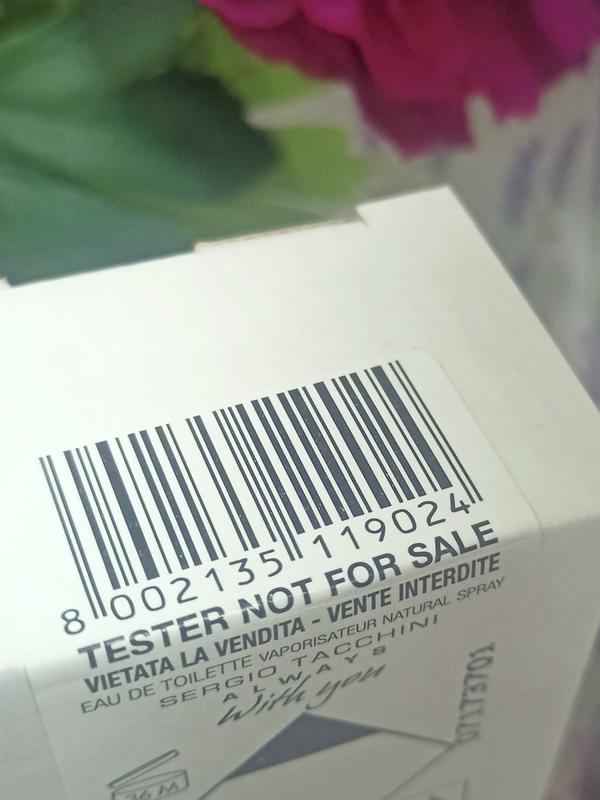 8 002135 119024
TESTER NOT FOR SALE
VIETATA LA VENDITA - VENTE INTERDITE
EAU DE TOILETTE VAPORISATEUR NATURAL SPRAY
SERGIO TACCHINI
ALWAYS
With you
07173701
36 M